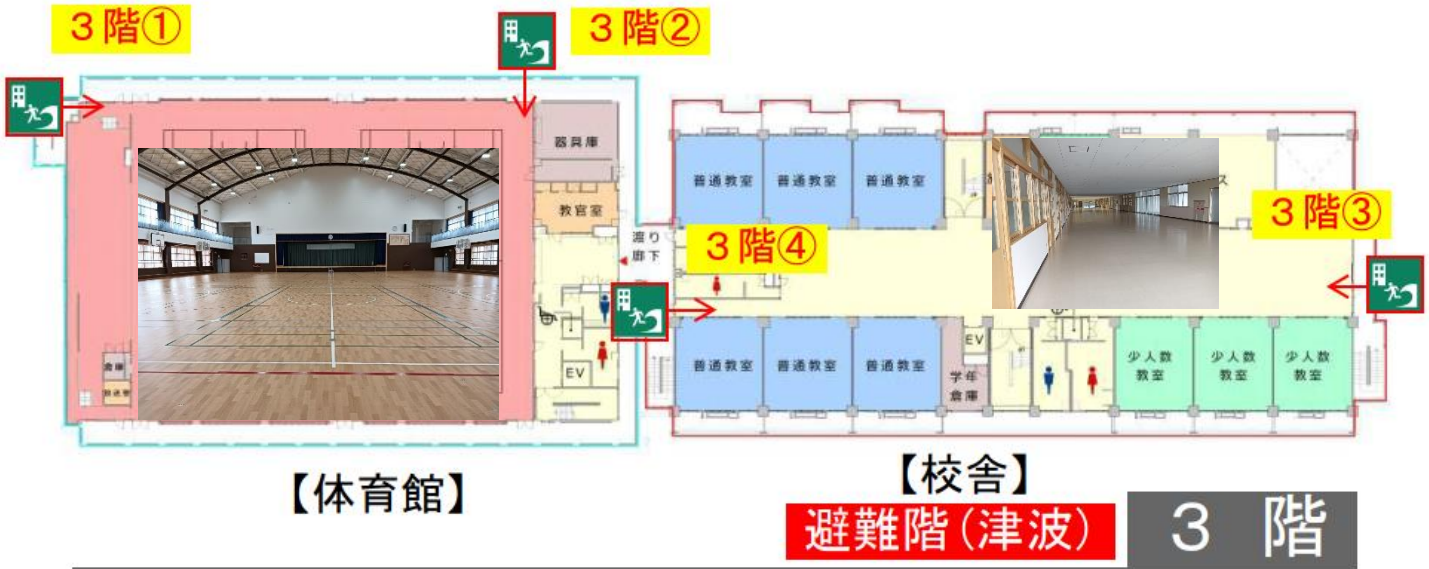 ３階①
３階②
器具庫
教官室
渡り
廊下
普通教室
普通教室
普通教室
ス
３階③
３階④
EV
倉庫
EV
普通教室
普通教室
普通教室
学年
倉庫
少人数
教室
少人数
教室
少人数
教室
【体育館】
【校舎】
避難階（津波）
３ 階